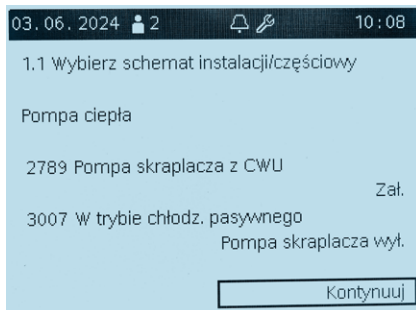 03.06.2024 2 10:08
1.1 Wybierz schemat instalacji/częściowy
Pompa ciepła
2789 Pompa skraplacza z CWU
Zał.
3007 W trybie chłodz. pasywnego
Pompa skraplacza wył.
Kontynuuj